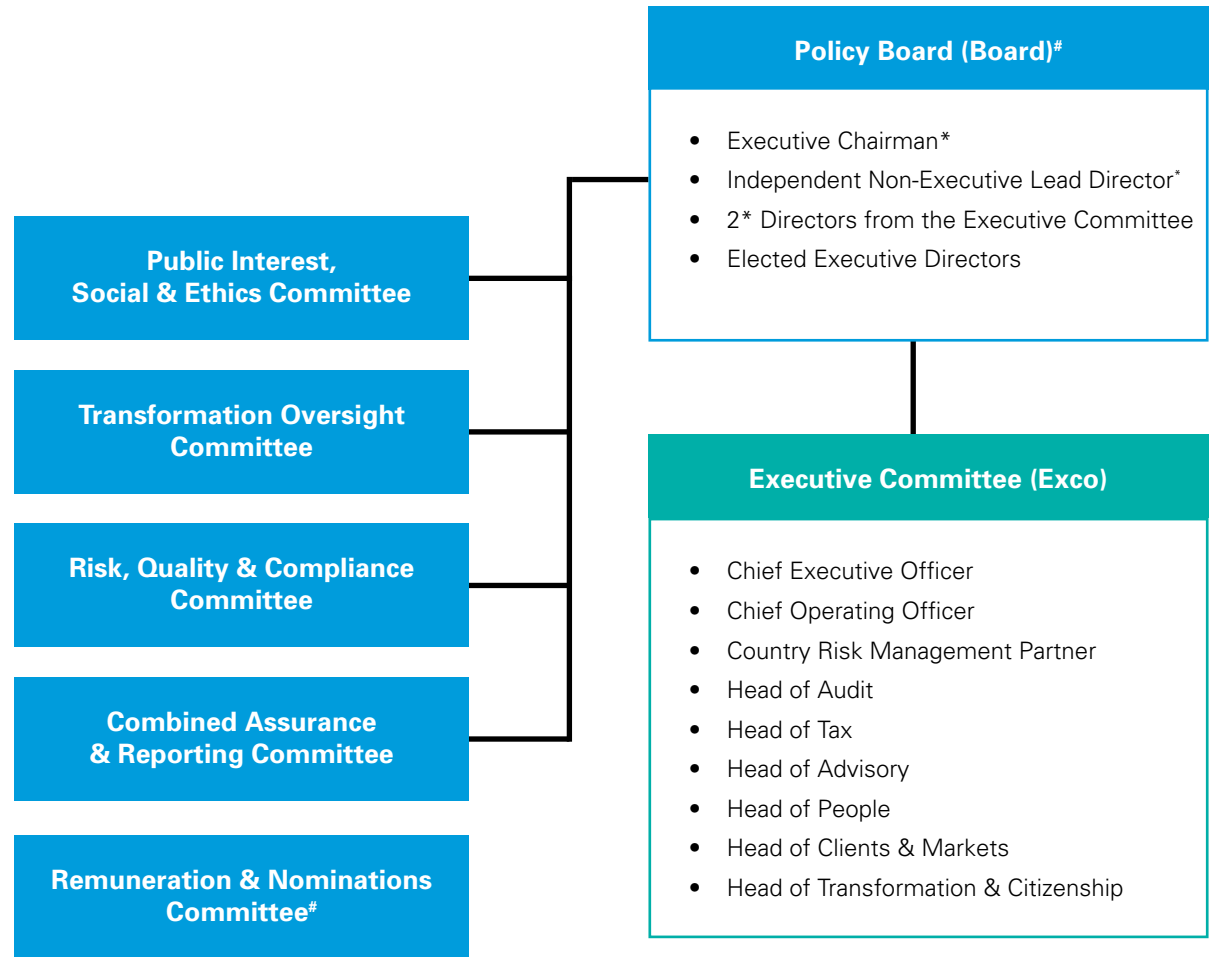 Policy Board (Board)#
• Executive Chairman*
• Independent Non-Executive Lead Director*
• 2* Directors from the Executive Committee
• Elected Executive Directors
Public Interest,
Social & Ethics Committee
Transformation Oversight
Committee
Risk, Quality & Compliance
Committee
Combined Assurance
& Reporting Committee
Remuneration & Nominations
Committee#
Executive Committee (Exco)
• Chief Executive Officer
• Chief Operating Officer
• Country Risk Management Partner
• Head of Audit
• Head of Tax
• Head of Advisory
• Head of People
• Head of Clients & Markets
• Head of Transformation & Citizenship